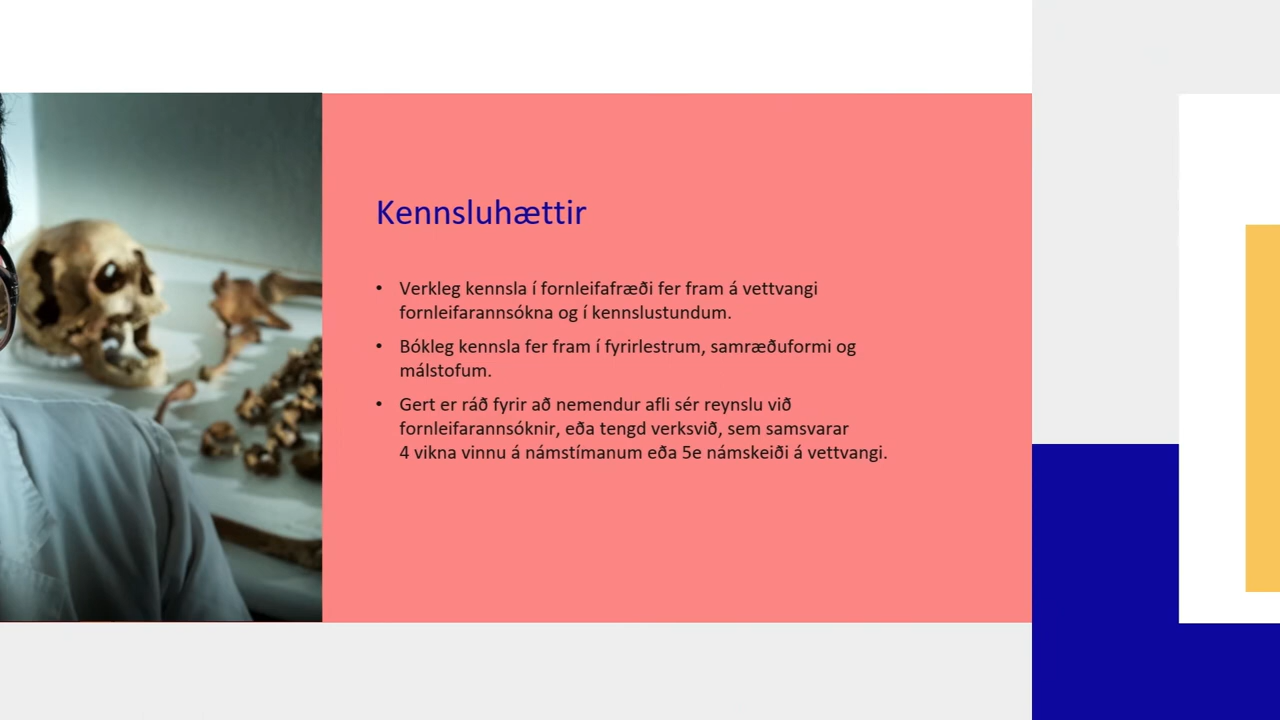 Kennsluhættir
• Verkleg kennsla í fornleifafræði fer fram á vettvangi
fornleifarannsókna og í kennslustundum.
• Bókleg kennsla fer fram í fyrirlestrum, samræðuformi og
málstofum.
• Gert er ráð fyrir að nemendur afli sér reynslu við
fornleifarannsóknir, eða tengd verksvið, sem samsvarar
4 vikna vinnu á námstímanum eða 5e námskeiði á vettvangi.